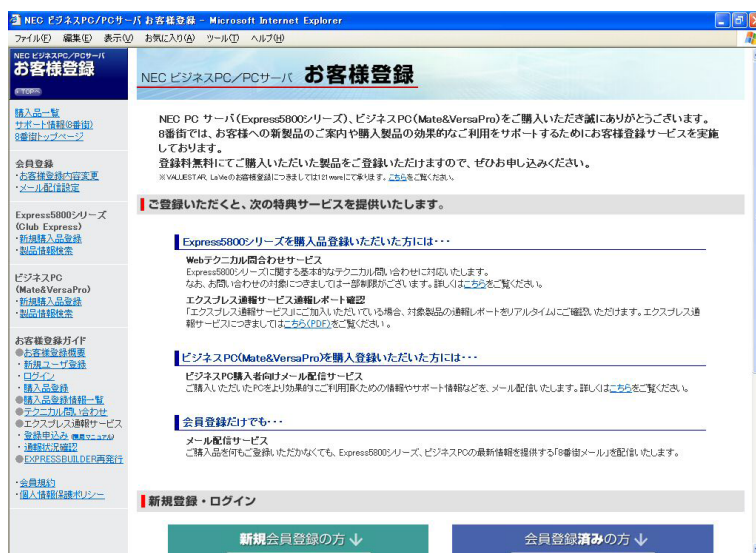 NEC ビジネスPC/PCサーバ お客様登録 - Microsoft Internet Explorer
ファイル(F) 編集(E) 表示(V) お気に入り(A) ツール(T) ヘルプ(H)
NEC ビジネスPC/PCサーバ
お客様登録
TOPへ
購入品一覧
サポート情報(8番街)
8番街トップページ
会員登録
・お客様登録内容変更
・メール配信設定
Express5800シリーズ
(Club Express)
・新規購入品登録
・製品情報検索
ビジネスPC
(Mate&VersaPro)
・新規購入品登録
・製品情報検索
お客様登録ガイド
●お客様登録概要
・新規ユーザ登録
・ログイン
・購入品登録
●購入品登録情報一覧
●テクニカル問い合わせ
●エクスプレス通報サービス
・登録申込み (簡易マニュアル)
・通報状況確認
●EXPRESSBUILDER再発行
・会員規約
・個人情報保護ポリシー
NEC ビジネスPC/PCサーバ お客様登録
NEC PC サーバ(Express5800シリーズ)、ビジネスPC(Mate&VersaPro)をご購入いただき誠にありがとうございます。
8番街では、お客様への新製品のご案内や購入製品の効果的なご利用をサポートするためにお客様登録サービスを実施
しております。
登録料無料にてご購入いただいた製品をご登録いただけますので、ぜひお申し込みください。
※VALUESTAR, LaVieのお客様登録につきましては121wareにて承ります。こちらをご覧ください。
ご登録いただくと、次の特典サービスを提供いたします。
Express5800シリーズを購入品登録いただいた方には・・・
Webテクニカル問合わせサービス
Express5800シリーズに関する基本的なテクニカル問い合わせに対応いたします。
なお、お問い合わせの対象につきましては一部制限がございます。詳しくはこちらをご覧ください。
エクスプレス通報サービス通報レポート確認
「エクスプレス通報サービス」にご加入いただいている場合、対象製品の通報レポートをリアルタイムにご確認いただけます。エクスプレス通
報サービスにつきましてはこちら(PDF)をご覧ください。
ビジネスPC(Mate&VersaPro)を購入登録いただいた方には・・・
ビジネスPC購入者向けメール配信サービス
ご購入いただいたPCをより効果的にご利用頂くための情報やサポート情報などを、メール配信いたします。詳しくはこちらをご覧ください。
会員登録だけでも・・・
メール配信サービス
ご購入品を何もご登録いただかなくても、Express5800シリーズ、ビジネスPCの最新情報を提供する「8番街メール」を配信いたします。
新規登録・ログイン
新規会員登録の方↓
会員登録済みの方↓